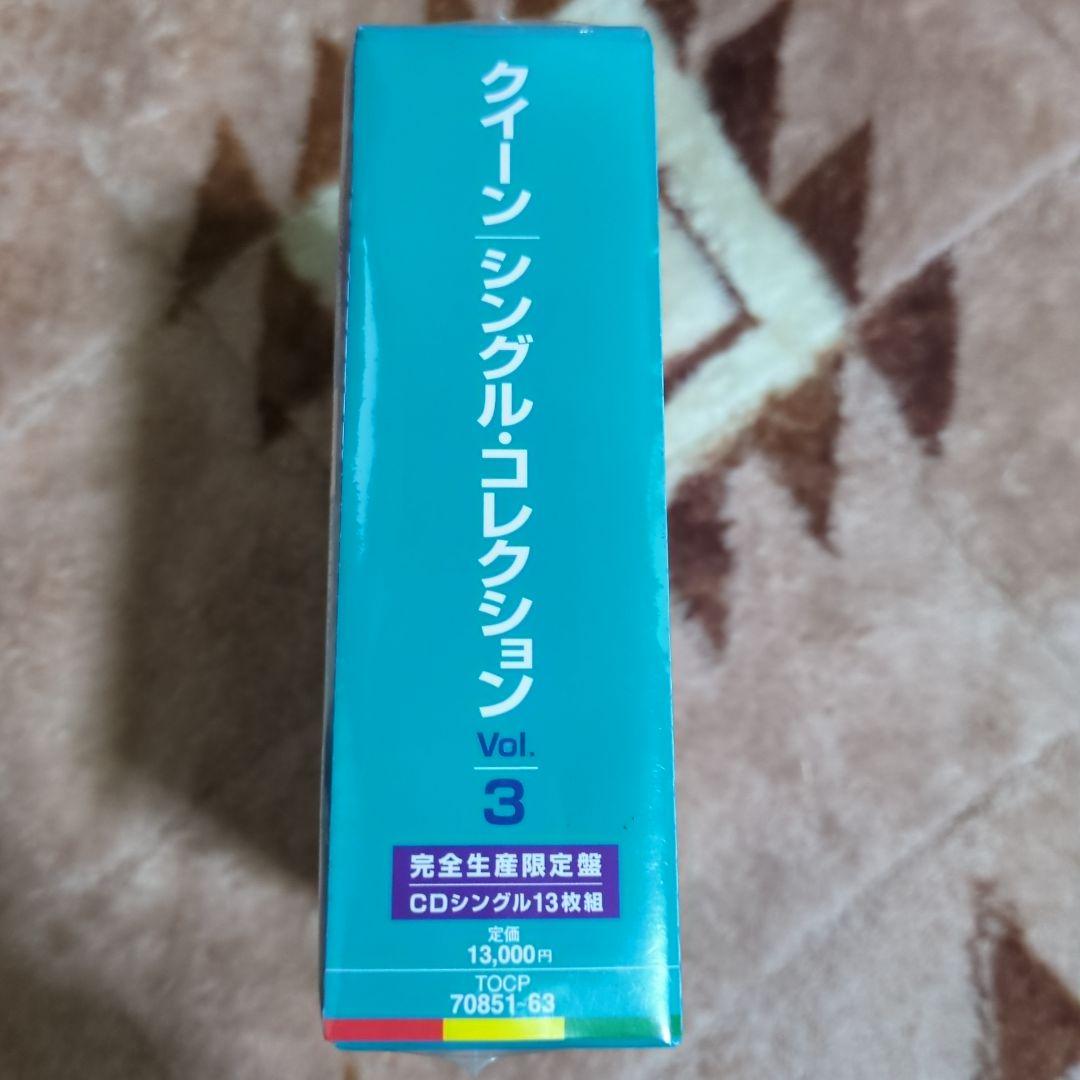 クイーン
シングル・コレクション
Vol.
3
完全生産限定盤
CDシングル13枚組
定価
13,000円
TOCP
70851~63